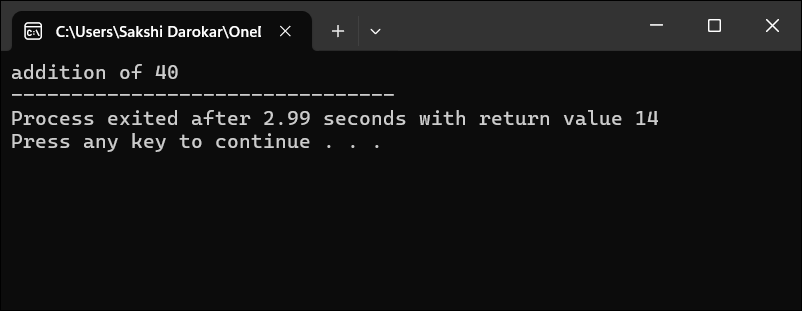 C:\Users\Sakshi Darokar\OneI
addition of 40
--------------------------------
Process exited after 2.99 seconds with return value 14
Press any key to continue . . .